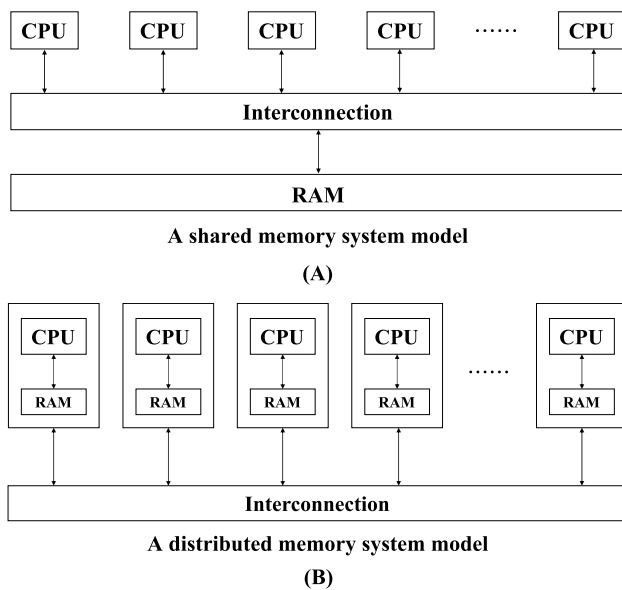 CPU CPU CPU CPU ...... CPU
Interconnection
RAM
A shared memory system model
(A)
CPU CPU CPU CPU ...... CPU
RAM RAM RAM RAM RAM
Interconnection
A distributed memory system model
(B)